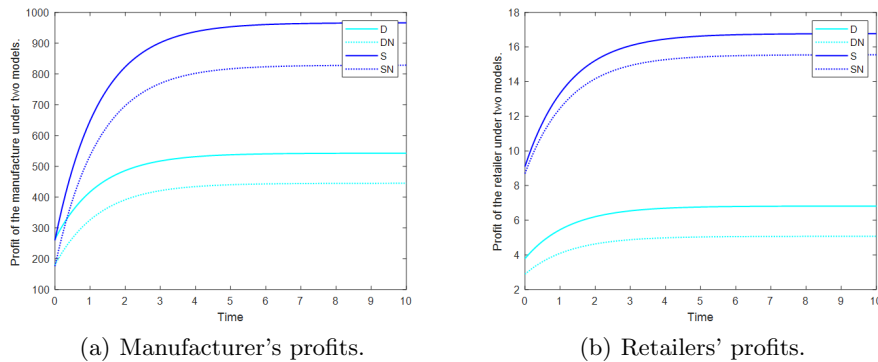 Profit of the manufacture under two models.
1000
900
800
700
600
500
400
300
200
100
0 1 2 3 4 5 6 7 8 9 10
Time
D
DN
S
SN
(a) Manufacturer's profits.
Profit of the retailer under two models.
18
16
14
12
10
8
6
4
2
0 1 2 3 4 5 6 7 8 9 10
Time
D
DN
S
SN
(b) Retailers' profits.